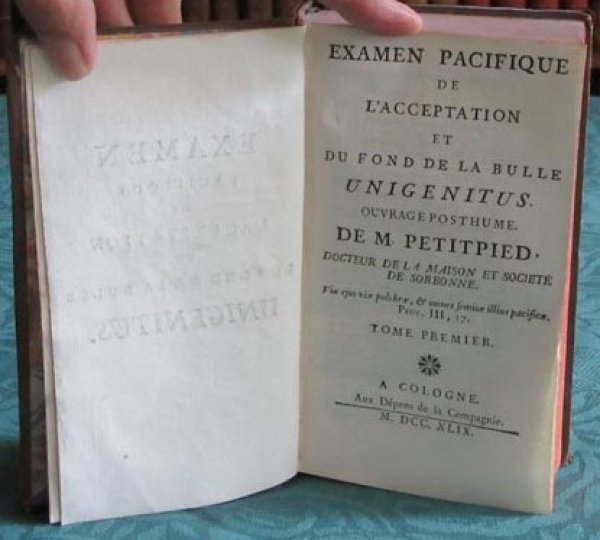 EXAMEN PACIFIQUE
DE
L'ACCEPTATION
ET
DU FOND DE LA BULLE
UNIGENITUS.
OUVRAGE POSTHUME.
DE M. PETITPIED,
DOCTEUR DE LA MAISON ET SOCIETÉ
DE SORBONNE.
Viæ ejus viæ pulchræ, & omnes semitæ illius pacificæ,
Prov. III, 17.
TOME PREMIER.
A COLOGNE.
Aux Dépens de la Compagnie.
M. DCC. XLIX.